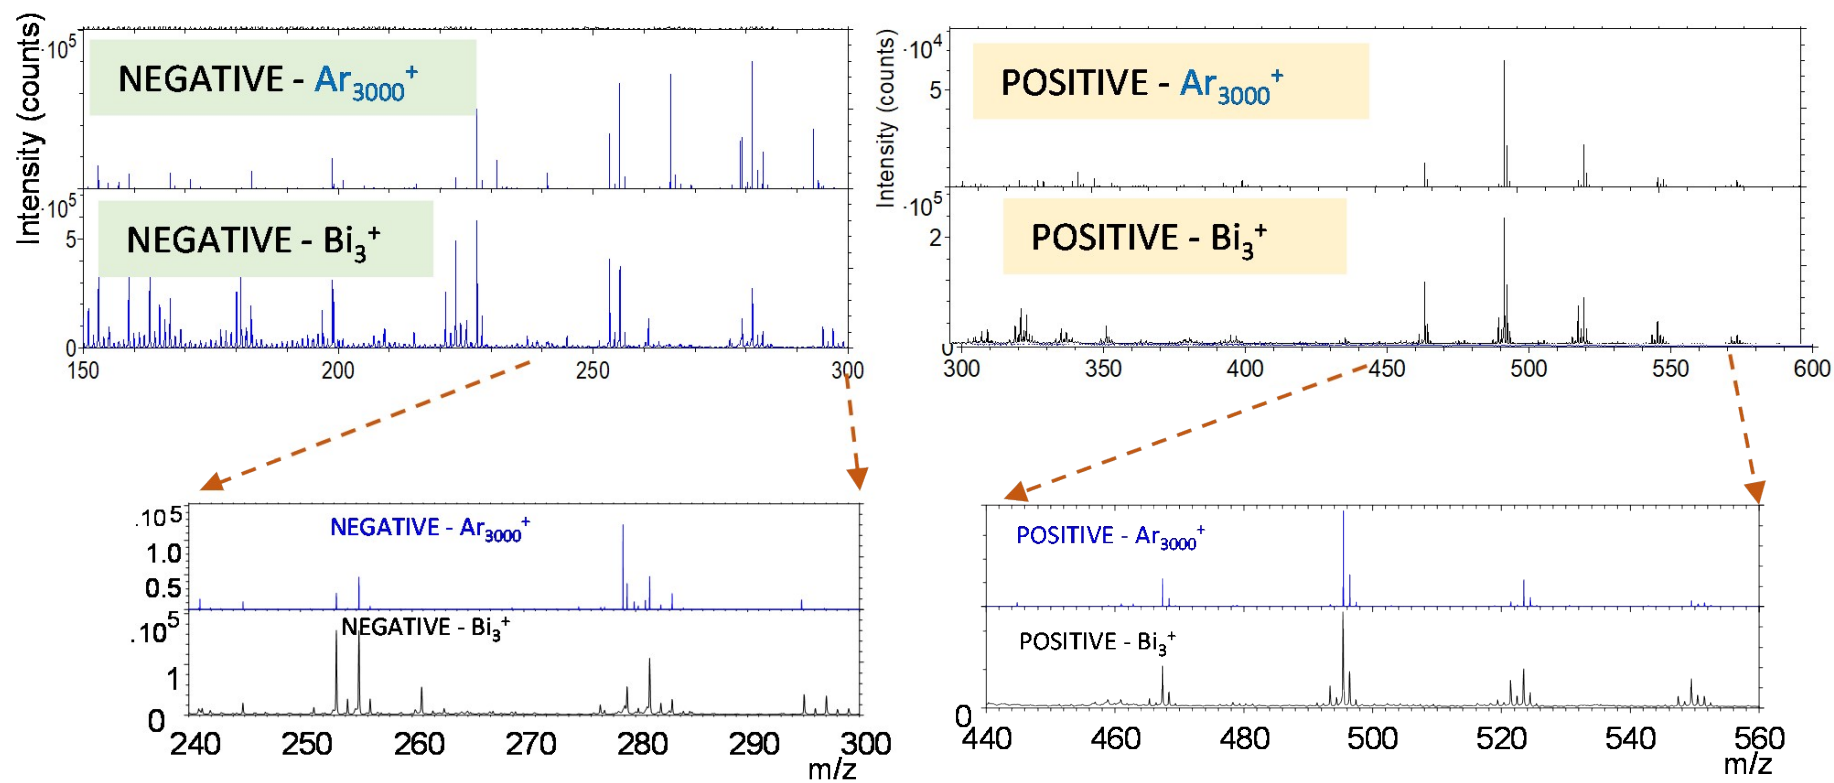 Intensity (counts)
·10⁵
NEGATIVE - Ar₃₀₀₀⁺
·10⁵
5
NEGATIVE - Bi₃⁺
0
150 200 250 300
Intensity (counts)
·10⁴
5
POSITIVE - Ar₃₀₀₀⁺
·10⁵
2
POSITIVE - Bi₃⁺
0
300 350 400 450 500 550 600
.10⁵
1.0
0.5
0
NEGATIVE - Ar₃₀₀₀⁺
.10⁵
NEGATIVE - Bi₃⁺
1
0
240 250 260 270 280 290 300
m/z
POSITIVE - Ar₃₀₀₀⁺
POSITIVE - Bi₃⁺
0
440 460 480 500 520 540 560
m/z